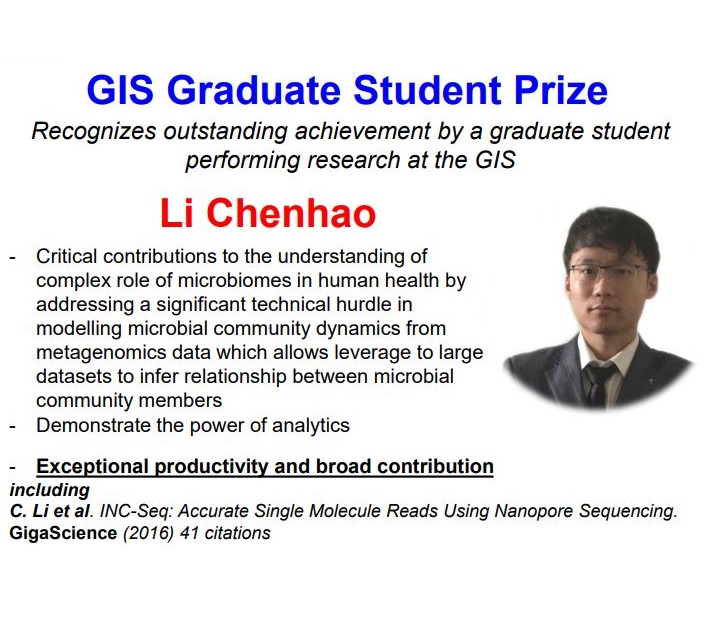 GIS Graduate Student Prize
Recognizes outstanding achievement by a graduate student
performing research at the GIS
Li Chenhao
- Critical contributions to the understanding of
complex role of microbiomes in human health by
addressing a significant technical hurdle in
modelling microbial community dynamics from
metagenomics data which allows leverage to large
datasets to infer relationship between microbial
community members
- Demonstrate the power of analytics
- Exceptional productivity and broad contribution
including
C. Li et al. INC-Seq: Accurate Single Molecule Reads Using Nanopore Sequencing.
GigaScience (2016) 41 citations